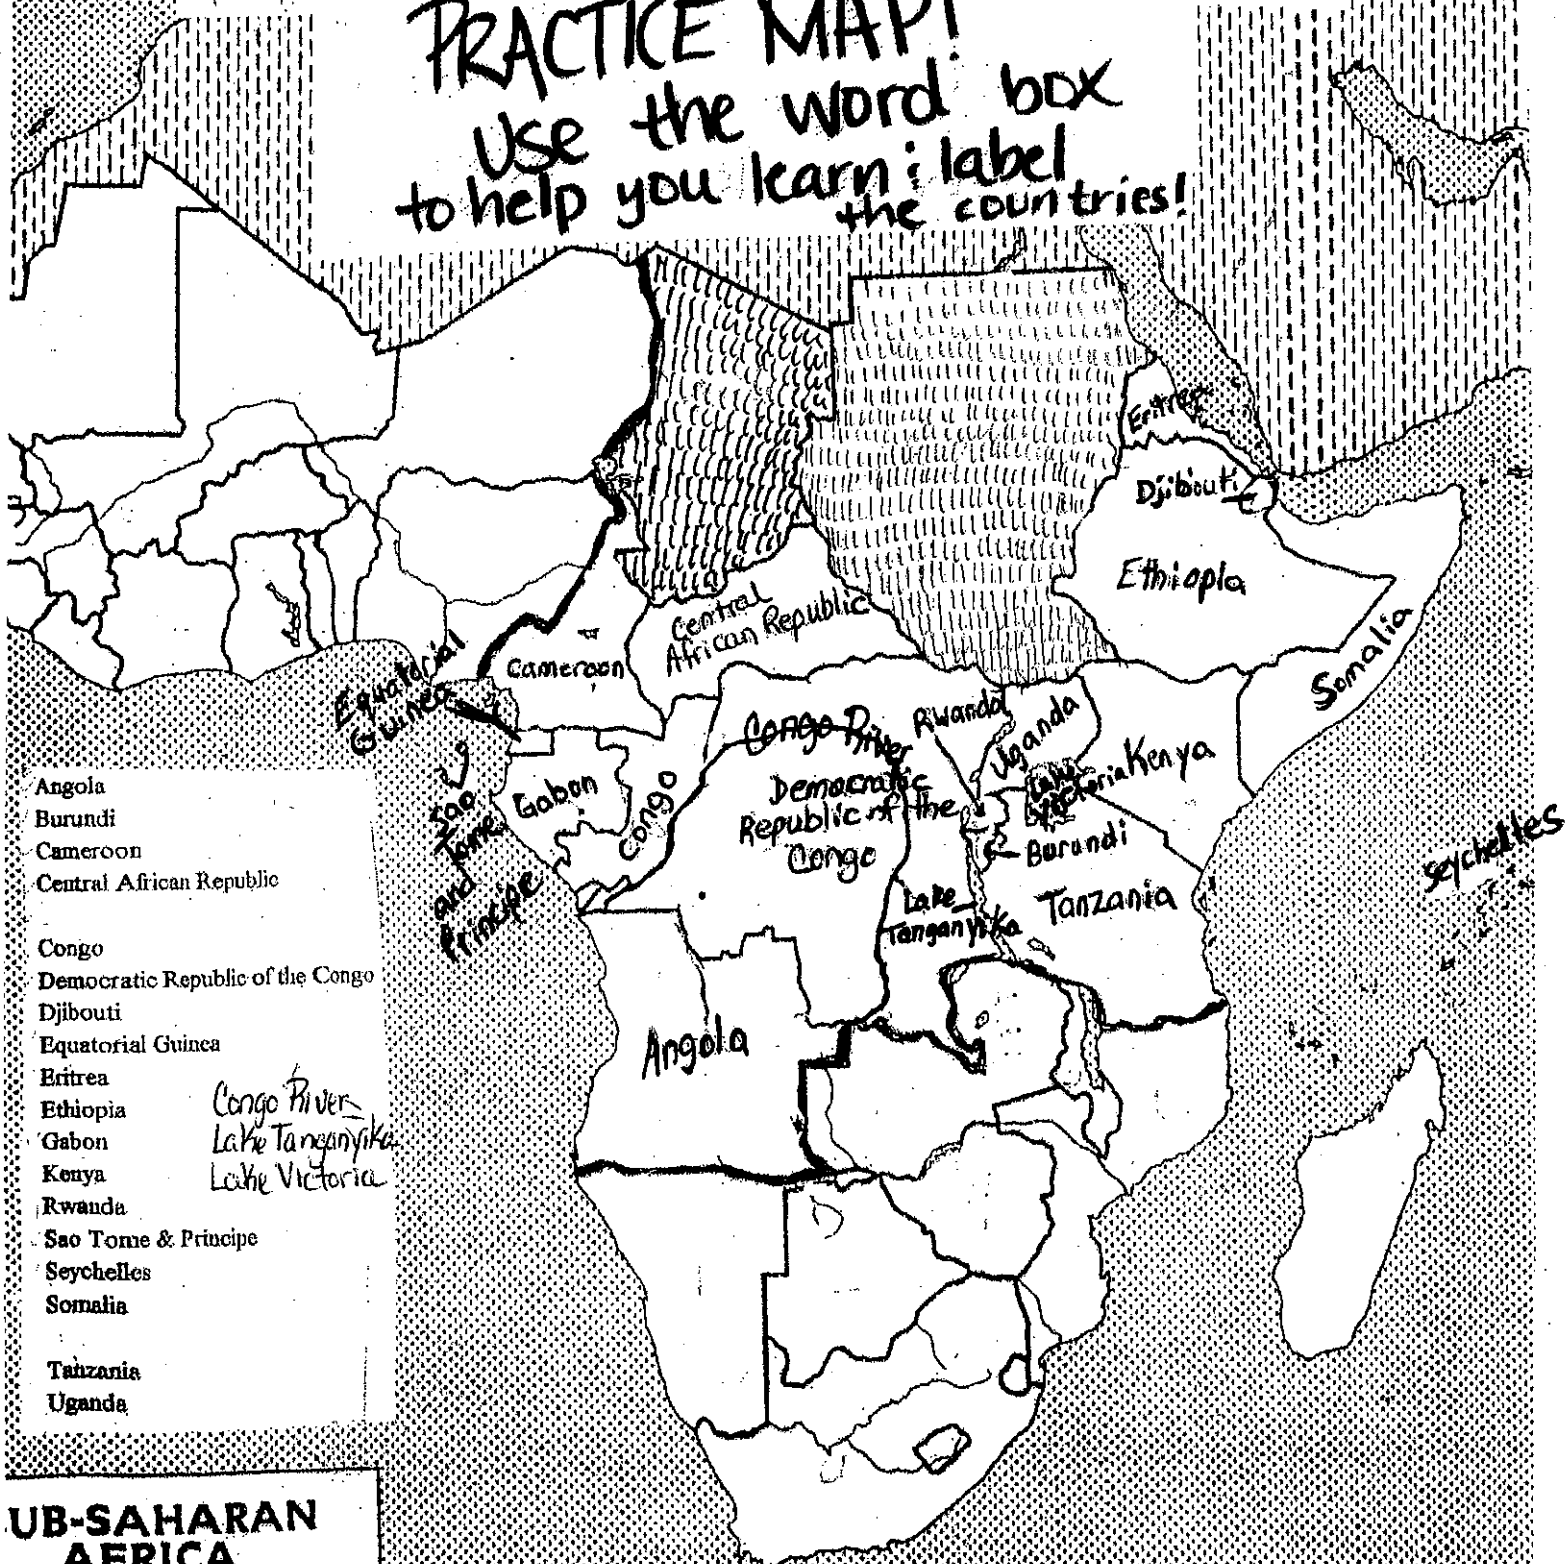 PRACTICE MAP!
Use the word box
to help you learn & label
the countries!
Eritrea
Djibouti
Ethiopia
Somalia
Central
African Republic
Cameroon
Equatorial
Guinea
Sao
Tome
and
Principe
Gabon
Congo
Congo River
Democratic
Republic of the
Congo
Rwanda
Uganda
Kenya
Lake
Victoria
Burundi
Lake
Tanganyika
Tanzania
Seychelles
Angola
Angola
Burundi
Cameroon
Central African Republic
Congo
Democratic Republic of the Congo
Djibouti
Equatorial Guinea
Eritrea
Ethiopia
Gabon
Kenya
Rwanda
Sao Tome & Principe
Seychelles
Somalia
Tanzania
Uganda
Congo River
Lake Tanganyika
Lake Victoria
UB-SAHARAN
AFRICA